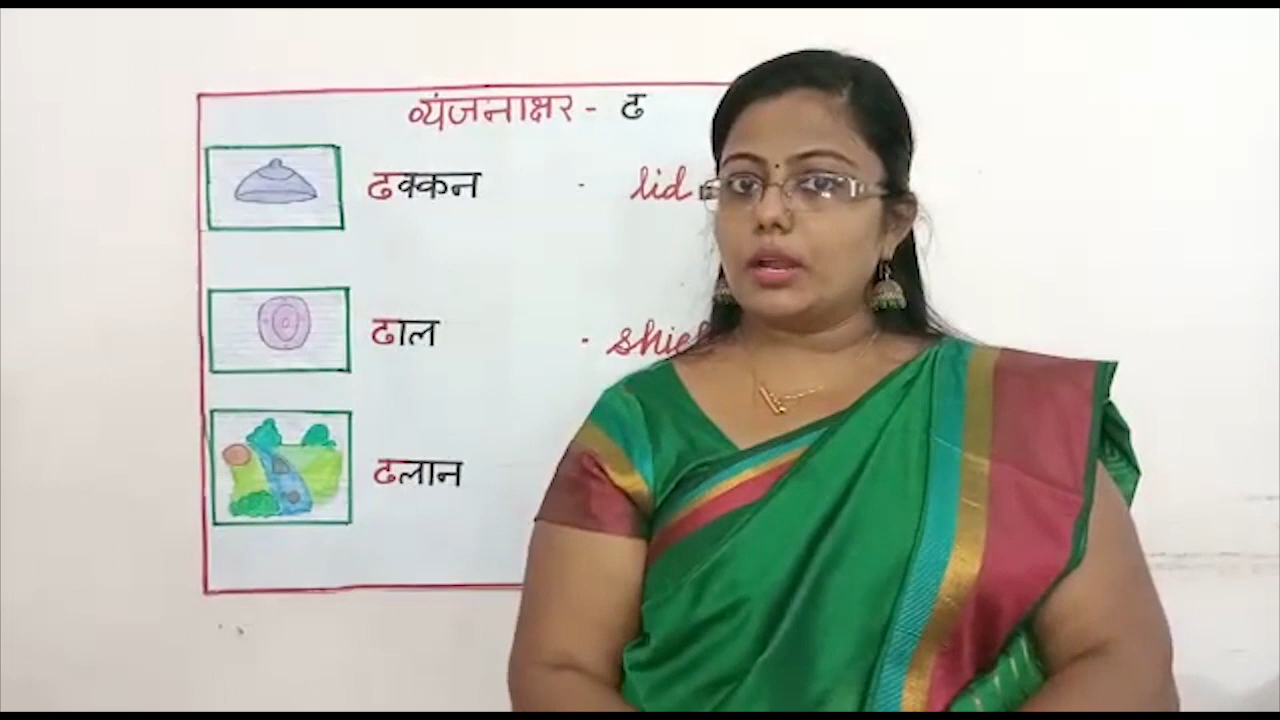 व्यंजनाक्षर - ढ
ढक्कन - lid
ढाल
ढलान